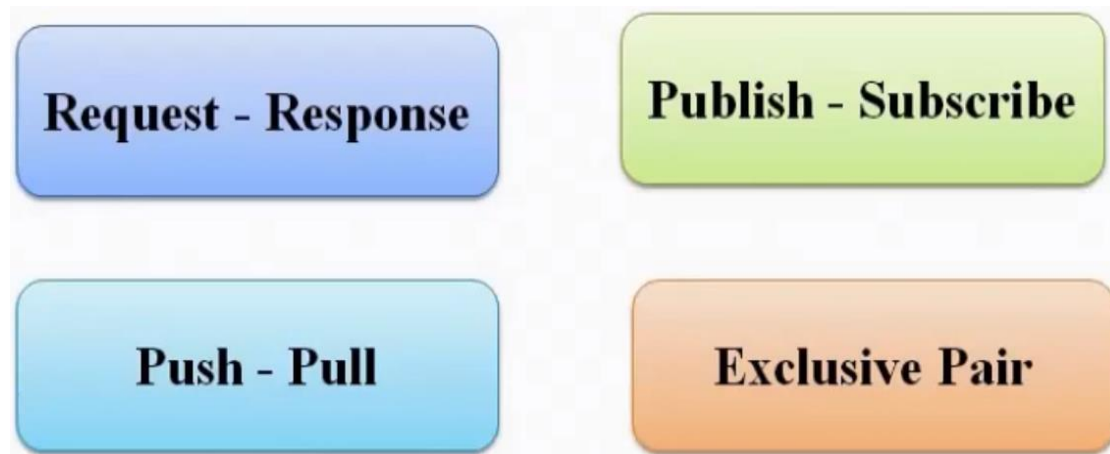 Request - Response
Publish - Subscribe
Push - Pull
Exclusive Pair